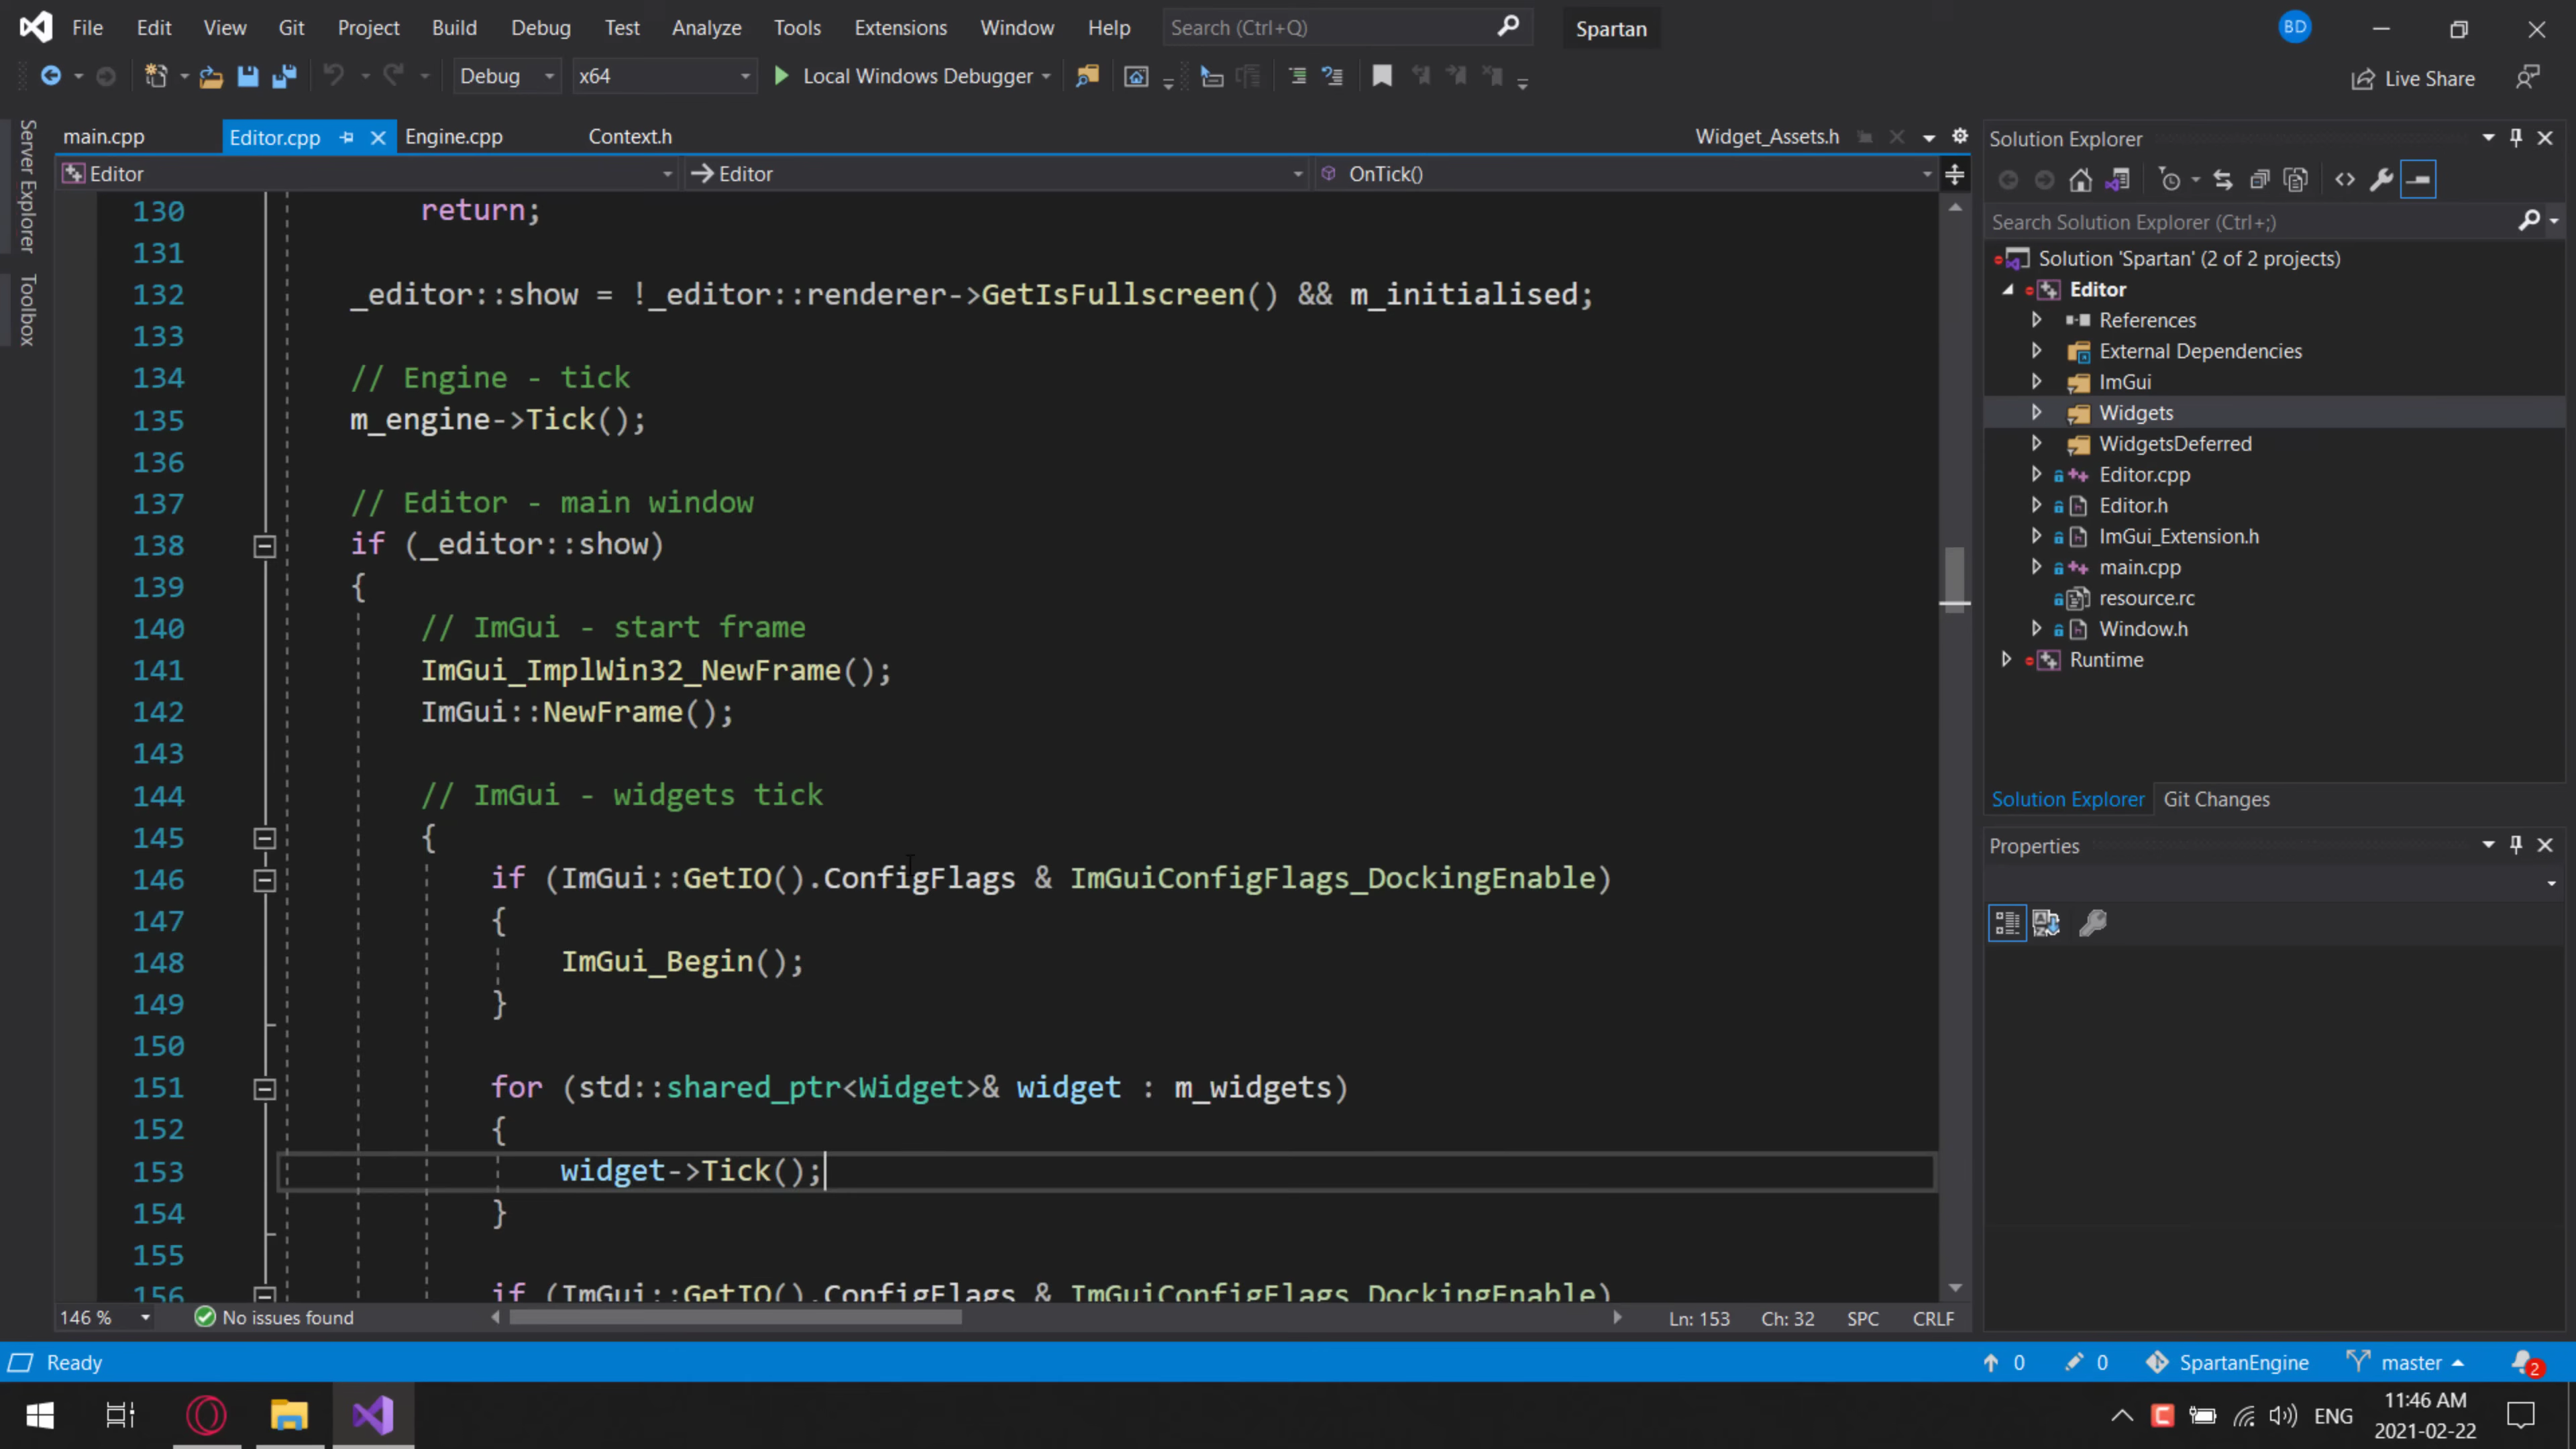 File Edit View Git Project Build Debug Test Analyze Tools Extensions Window Help Search (Ctrl+Q) Spartan BD
Debug x64 Local Windows Debugger Live Share
Server Explorer
Toolbox
main.cpp Editor.cpp Engine.cpp Context.h Widget_Assets.h
Editor Editor OnTick()
130 return;
131
132 _editor::show = !_editor::renderer->GetIsFullscreen() && m_initialised;
133
134 // Engine - tick
135 m_engine->Tick();
136
137 // Editor - main window
138 if (_editor::show)
139 {
140 // ImGui - start frame
141 ImGui_ImplWin32_NewFrame();
142 ImGui::NewFrame();
143
144 // ImGui - widgets tick
145 {
146 if (ImGui::GetIO().ConfigFlags & ImGuiConfigFlags_DockingEnable)
147 {
148 ImGui_Begin();
149 }
150
151 for (std::shared_ptr<Widget>& widget : m_widgets)
152 {
153 widget->Tick();
154 }
155
156 if (ImGui::GetIO().ConfigFlags & ImGuiConfigFlags_DockingEnable)
146 % No issues found Ln: 153 Ch: 32 SPC CRLF
Solution Explorer
Search Solution Explorer (Ctrl+;)
Solution 'Spartan' (2 of 2 projects)
Editor
References
External Dependencies
ImGui
Widgets
WidgetsDeferred
Editor.cpp
Editor.h
ImGui_Extension.h
main.cpp
resource.rc
Window.h
Runtime
Solution Explorer Git Changes
Properties
Ready 0 0 SpartanEngine master 2
ENG 11:46 AM
2021-02-22